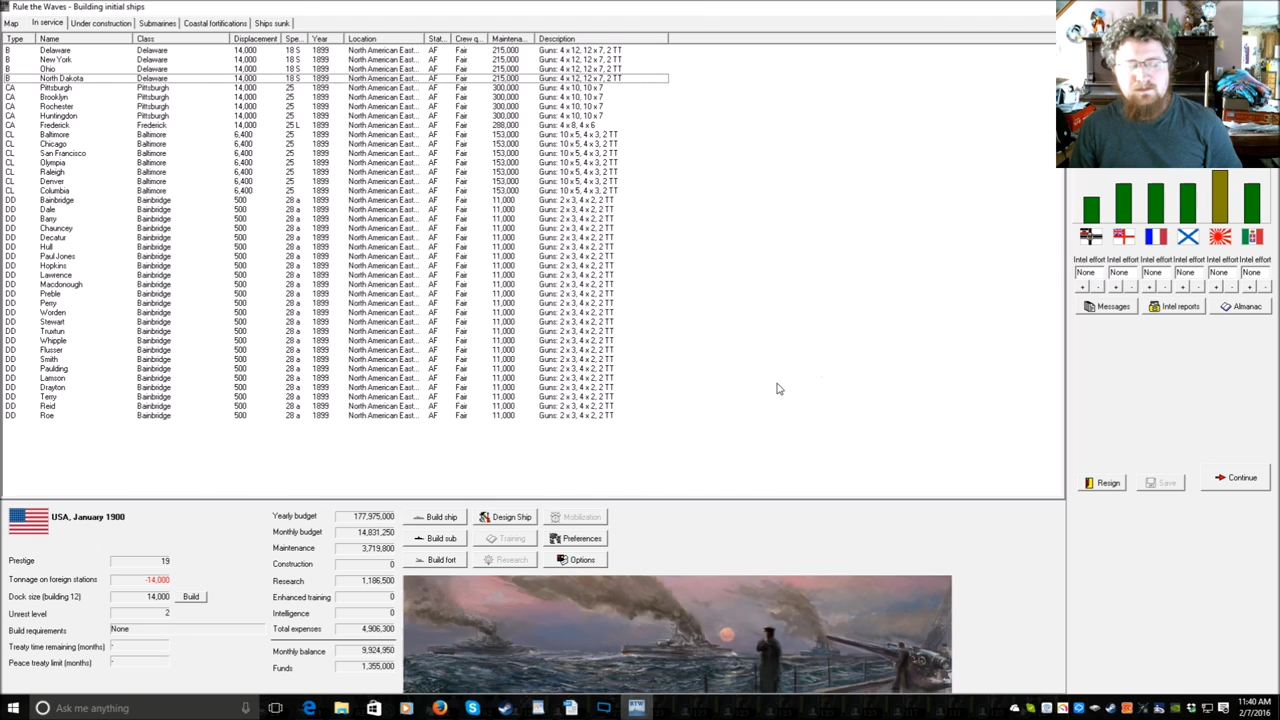 Rule the Waves - Building initial ships
Map In service Under construction Submarines Coastal fortifications Ships sunk
Type Name Class Displacement Spe... Year Location Stat... Crew q... Maintena... Description
B Delaware Delaware 14,000 18 S 1899 North American East... AF Fair 215,000 Guns: 4 x 12, 12 x 7, 2 TT
B New York Delaware 14,000 18 S 1899 North American East... AF Fair 215,000 Guns: 4 x 12, 12 x 7, 2 TT
B Ohio Delaware 14,000 18 S 1899 North American East... AF Fair 215,000 Guns: 4 x 12, 12 x 7, 2 TT
B North Dakota Delaware 14,000 18 S 1899 North American East... AF Fair 215,000 Guns: 4 x 12, 12 x 7, 2 TT
CA Pittsburgh Pittsburgh 14,000 25 1899 North American East... AF Fair 300,000 Guns: 4 x 10, 10 x 7
CA Brooklyn Pittsburgh 14,000 25 1899 North American East... AF Fair 300,000 Guns: 4 x 10, 10 x 7
CA Rochester Pittsburgh 14,000 25 1899 North American East... AF Fair 300,000 Guns: 4 x 10, 10 x 7
CA Huntingdon Pittsburgh 14,000 25 1899 North American East... AF Fair 300,000 Guns: 4 x 10, 10 x 7
CA Frederick Frederick 14,000 25 L 1899 North American East... AF Fair 288,000 Guns: 4 x 8, 4 x 6
CL Baltimore Baltimore 6,400 25 1899 North American East... AF Fair 153,000 Guns: 10 x 5, 4 x 3, 2 TT
CL Chicago Baltimore 6,400 25 1899 North American East... AF Fair 153,000 Guns: 10 x 5, 4 x 3, 2 TT
CL San Francisco Baltimore 6,400 25 1899 North American East... AF Fair 153,000 Guns: 10 x 5, 4 x 3, 2 TT
CL Olympia Baltimore 6,400 25 1899 North American East... AF Fair 153,000 Guns: 10 x 5, 4 x 3, 2 TT
CL Raleigh Baltimore 6,400 25 1899 North American East... AF Fair 153,000 Guns: 10 x 5, 4 x 3, 2 TT
CL Denver Baltimore 6,400 25 1899 North American East... AF Fair 153,000 Guns: 10 x 5, 4 x 3, 2 TT
CL Columbia Baltimore 6,400 25 1899 North American East... AF Fair 153,000 Guns: 10 x 5, 4 x 3, 2 TT
DD Bainbridge Bainbridge 500 28 a 1899 North American East... AF Fair 11,000 Guns: 2 x 3, 4 x 2, 2 TT
DD Dale Bainbridge 500 28 a 1899 North American East... AF Fair 11,000 Guns: 2 x 3, 4 x 2, 2 TT
DD Barry Bainbridge 500 28 a 1899 North American East... AF Fair 11,000 Guns: 2 x 3, 4 x 2, 2 TT
DD Chauncey Bainbridge 500 28 a 1899 North American East... AF Fair 11,000 Guns: 2 x 3, 4 x 2, 2 TT
DD Decatur Bainbridge 500 28 a 1899 North American East... AF Fair 11,000 Guns: 2 x 3, 4 x 2, 2 TT
DD Hull Bainbridge 500 28 a 1899 North American East... AF Fair 11,000 Guns: 2 x 3, 4 x 2, 2 TT
DD Paul Jones Bainbridge 500 28 a 1899 North American East... AF Fair 11,000 Guns: 2 x 3, 4 x 2, 2 TT
DD Hopkins Bainbridge 500 28 a 1899 North American East... AF Fair 11,000 Guns: 2 x 3, 4 x 2, 2 TT
DD Lawrence Bainbridge 500 28 a 1899 North American East... AF Fair 11,000 Guns: 2 x 3, 4 x 2, 2 TT
DD Macdonough Bainbridge 500 28 a 1899 North American East... AF Fair 11,000 Guns: 2 x 3, 4 x 2, 2 TT
DD Preble Bainbridge 500 28 a 1899 North American East... AF Fair 11,000 Guns: 2 x 3, 4 x 2, 2 TT
DD Perry Bainbridge 500 28 a 1899 North American East... AF Fair 11,000 Guns: 2 x 3, 4 x 2, 2 TT
DD Worden Bainbridge 500 28 a 1899 North American East... AF Fair 11,000 Guns: 2 x 3, 4 x 2, 2 TT
DD Stewart Bainbridge 500 28 a 1899 North American East... AF Fair 11,000 Guns: 2 x 3, 4 x 2, 2 TT
DD Truxtun Bainbridge 500 28 a 1899 North American East... AF Fair 11,000 Guns: 2 x 3, 4 x 2, 2 TT
DD Whipple Bainbridge 500 28 a 1899 North American East... AF Fair 11,000 Guns: 2 x 3, 4 x 2, 2 TT
DD Flusser Bainbridge 500 28 a 1899 North American East... AF Fair 11,000 Guns: 2 x 3, 4 x 2, 2 TT
DD Smith Bainbridge 500 28 a 1899 North American East... AF Fair 11,000 Guns: 2 x 3, 4 x 2, 2 TT
DD Paulding Bainbridge 500 28 a 1899 North American East... AF Fair 11,000 Guns: 2 x 3, 4 x 2, 2 TT
DD Lamson Bainbridge 500 28 a 1899 North American East... AF Fair 11,000 Guns: 2 x 3, 4 x 2, 2 TT
DD Drayton Bainbridge 500 28 a 1899 North American East... AF Fair 11,000 Guns: 2 x 3, 4 x 2, 2 TT
DD Terry Bainbridge 500 28 a 1899 North American East... AF Fair 11,000 Guns: 2 x 3, 4 x 2, 2 TT
DD Reid Bainbridge 500 28 a 1899 North American East... AF Fair 11,000 Guns: 2 x 3, 4 x 2, 2 TT
DD Roe Bainbridge 500 28 a 1899 North American East... AF Fair 11,000 Guns: 2 x 3, 4 x 2, 2 TT
Intel effort Intel effort Intel effort Intel effort Intel effort Intel effort
None None None None None None
+ - + - + - + - + - + -
Messages Intel reports Almanac
Resign Save Continue
USA, January 1900
Prestige 19
Tonnage on foreign stations -14,000
Dock size (building 12) 14,000 Build
Unrest level 2
Build requirements None
Treaty time remaining (months) -
Peace treaty limit (months) -
Yearly budget 177,975,000
Monthly budget 14,831,250
Maintenance 3,719,800
Construction 0
Research 1,186,500
Enhanced training 0
Intelligence 0
Total expenses 4,906,300
Monthly balance 9,924,950
Funds 1,355,000
Build ship Design Ship Mobilization
Build sub Training Preferences
Build fort Research Options
Ask me anything
11:40 AM
2/7/2016